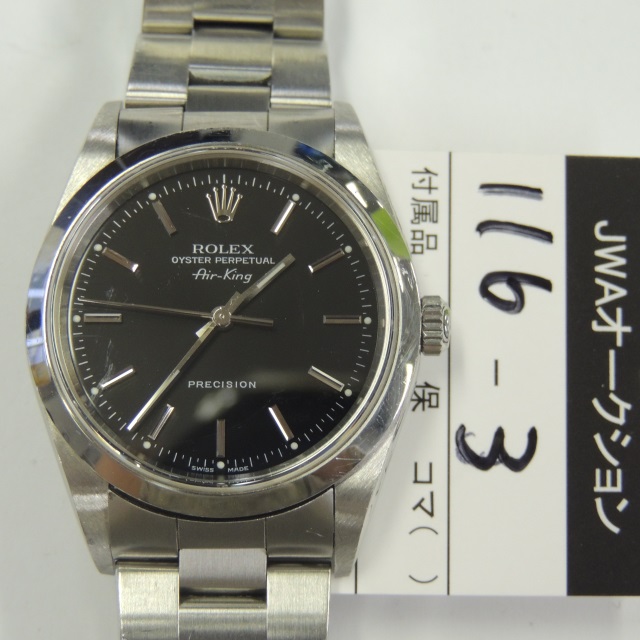 ROLEX
OYSTER PERPETUAL
Air-King
PRECISION
SWISS MADE
JWAオークション
116-3
付属品 保 コマ( )